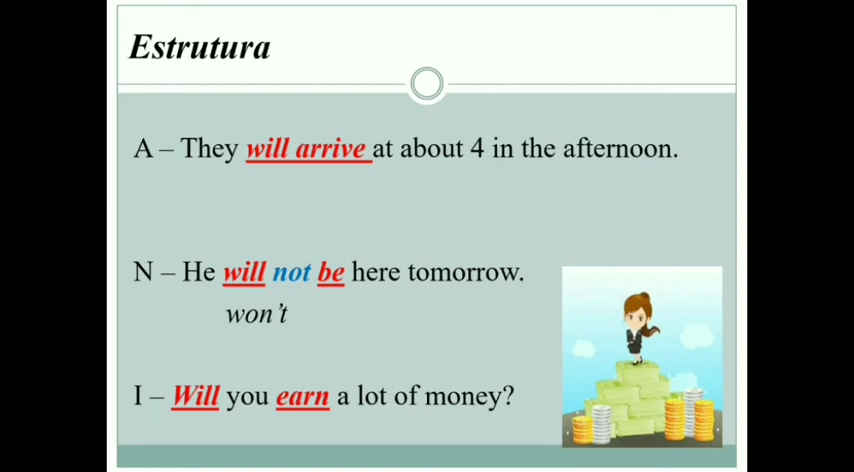 Estrutura
A – They will arrive at about 4 in the afternoon.
N – He will not be here tomorrow.
won't
I – Will you earn a lot of money?